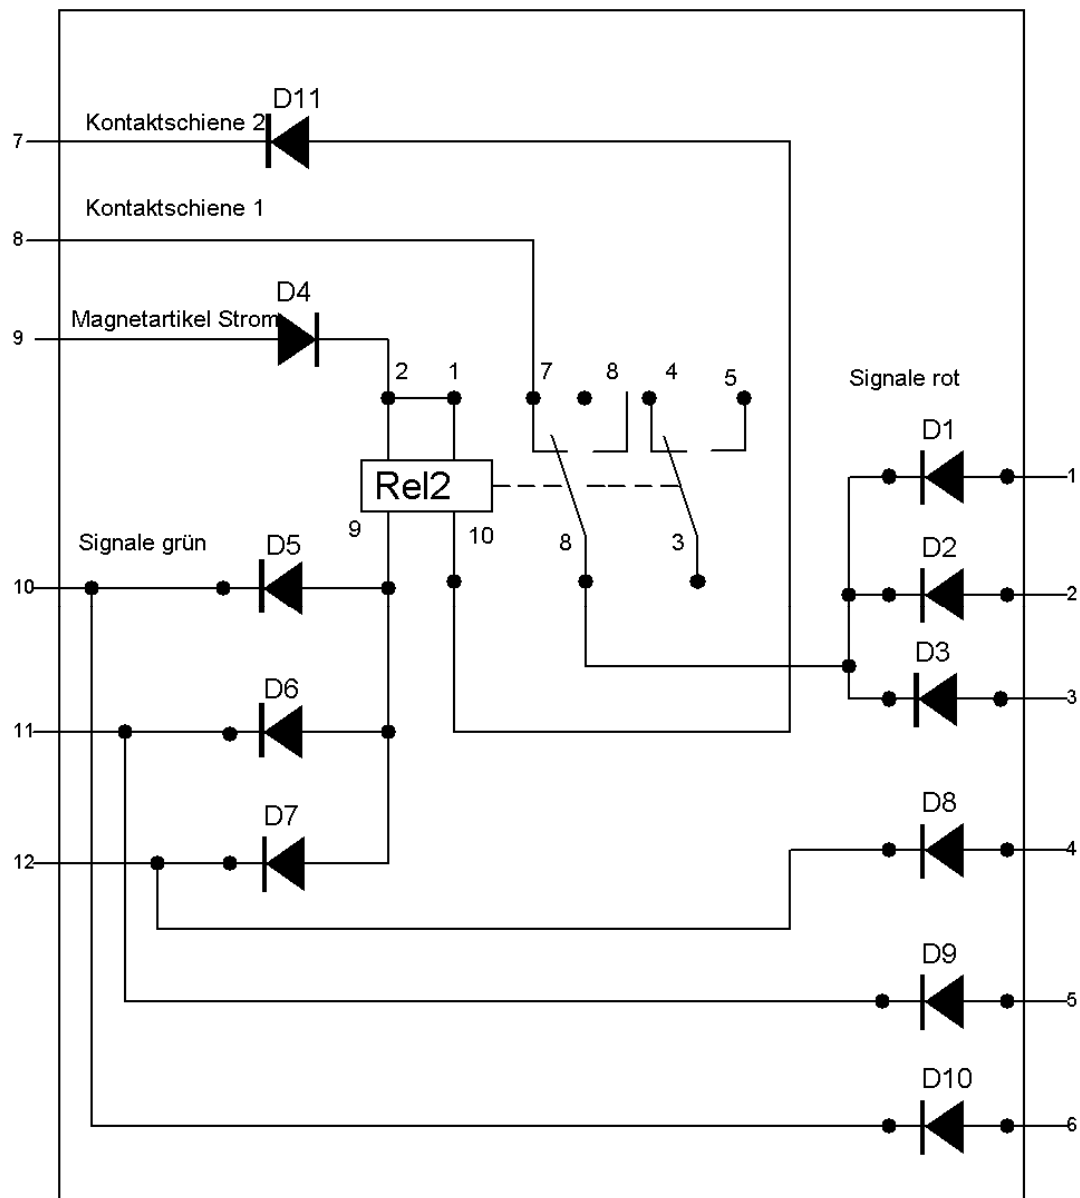 D11
Kontaktschiene 2
7
Kontaktschiene 1
8
D4
Magnetartikel Strom
9
2 1 7 8 4 5
Signale rot
D1
1
Rel2
9 10 8 3
Signale grün
D5
10
D2
2
D3
3
D6
11
D7
12
D8
4
D9
5
D10
6